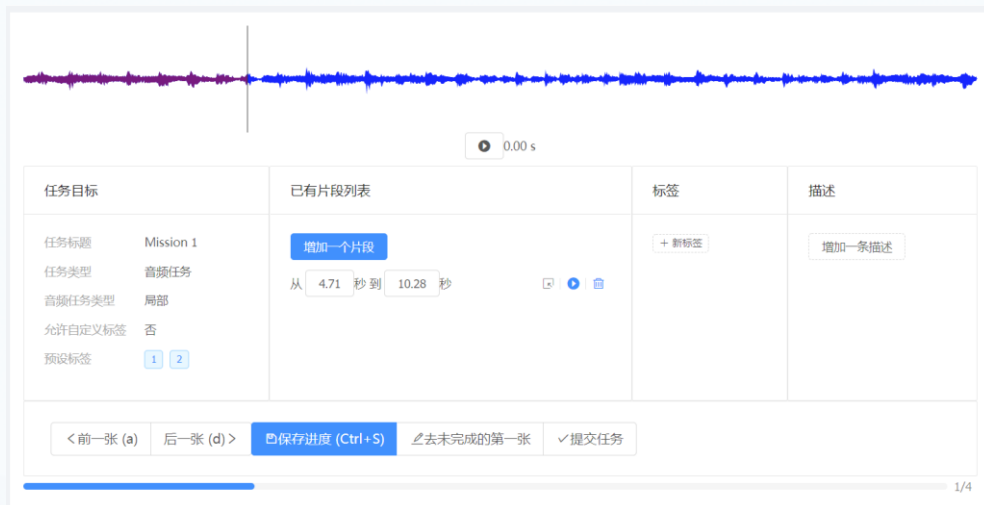 0.00 s
任务目标
已有片段列表
标签
描述
任务标题 Mission 1
任务类型 音频任务
音频任务类型 局部
允许自定义标签 否
预设标签 1 2
增加一个片段
从 4.71 秒 到 10.28 秒
+ 新标签
增加一条描述
<前一张 (a)
后一张 (d) >
保存进度 (Ctrl+S)
去未完成的第一张
提交任务
1/4